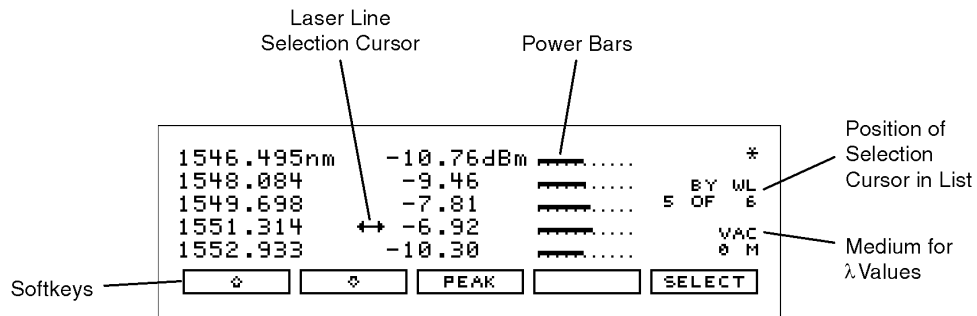 Laser Line
Selection Cursor
Power Bars
1546.495nm -10.76dBm *
1548.084 -9.46 BY WL
1549.698 -7.81 5 OF 6
1551.314 -6.92 VAC
1552.933 -10.30 0 M
PEAK SELECT
Position of
Selection
Cursor in List
Medium for
λ Values
Softkeys